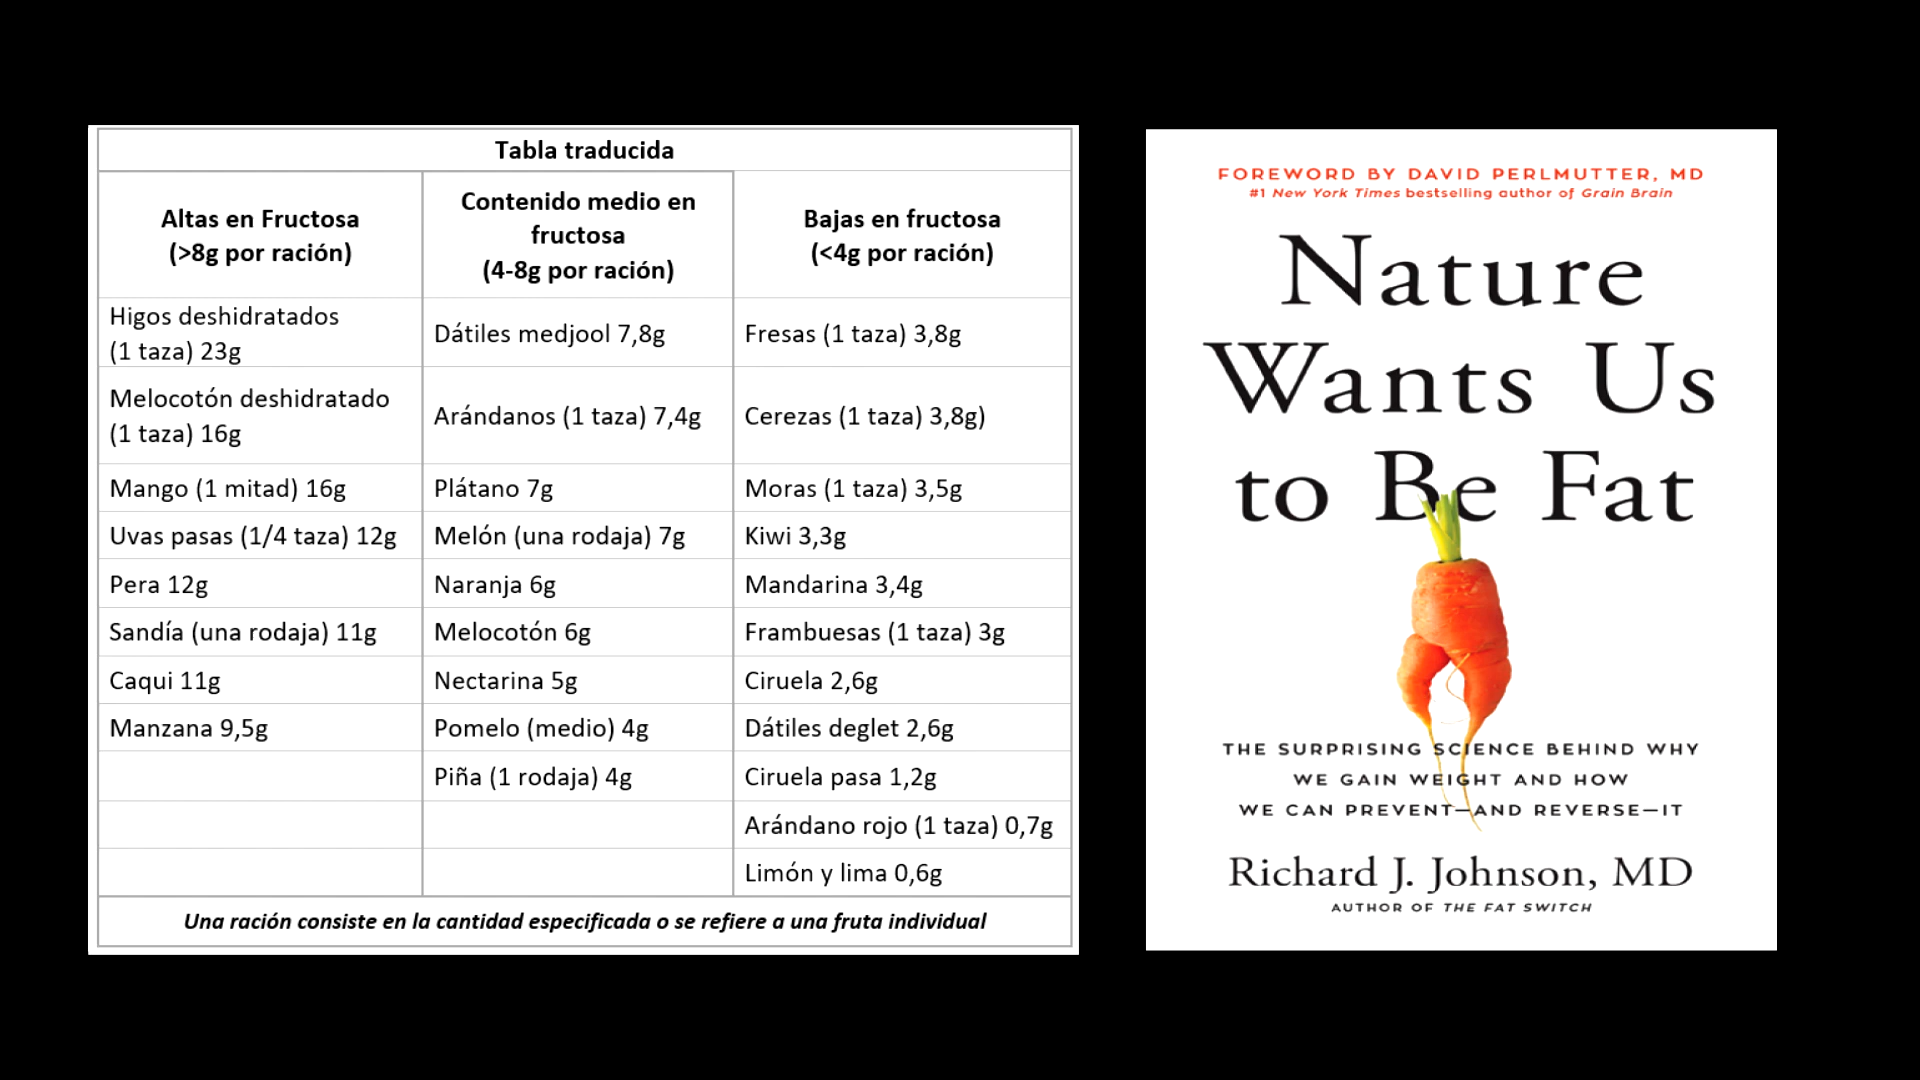 Tabla traducida
Altas en Fructosa
(>8g por ración)
Contenido medio en
fructosa
(4-8g por ración)
Bajas en fructosa
(<4g por ración)
Higos deshidratados
(1 taza) 23g
Dátiles medjool 7,8g
Fresas (1 taza) 3,8g
Melocotón deshidratado
(1 taza) 16g
Arándanos (1 taza) 7,4g
Cerezas (1 taza) 3,8g)
Mango (1 mitad) 16g
Plátano 7g
Moras (1 taza) 3,5g
Uvas pasas (1/4 taza) 12g
Melón (una rodaja) 7g
Kiwi 3,3g
Pera 12g
Naranja 6g
Mandarina 3,4g
Sandía (una rodaja) 11g
Melocotón 6g
Frambuesas (1 taza) 3g
Caqui 11g
Nectarina 5g
Ciruela 2,6g
Manzana 9,5g
Pomelo (medio) 4g
Dátiles deglet 2,6g
Piña (1 rodaja) 4g
Ciruela pasa 1,2g
Arándano rojo (1 taza) 0,7g
Limón y lima 0,6g
Una ración consiste en la cantidad especificada o se refiere a una fruta individual
FOREWORD BY DAVID PERLMUTTER, MD
#1 New York Times bestselling author of Grain Brain
Nature
Wants Us
to Be Fat
THE SURPRISING SCIENCE BEHIND WHY
WE GAIN WEIGHT AND HOW
WE CAN PREVENT—AND REVERSE—IT
Richard J. Johnson, MD
AUTHOR OF THE FAT SWITCH